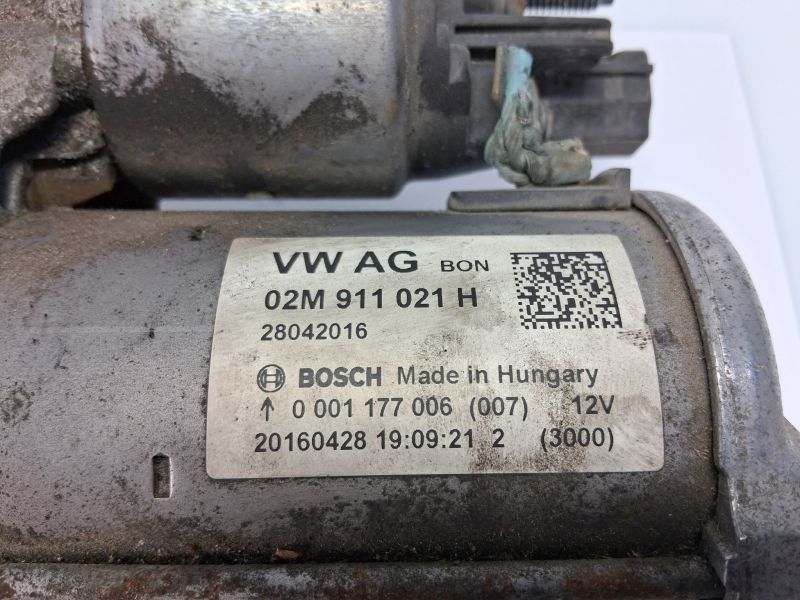 VW AG BON
02M 911 021 H
28042016
BOSCH Made in Hungary
↑ 0 001 177 006 (007) 12V
20160428 19:09:21 2 (3000)